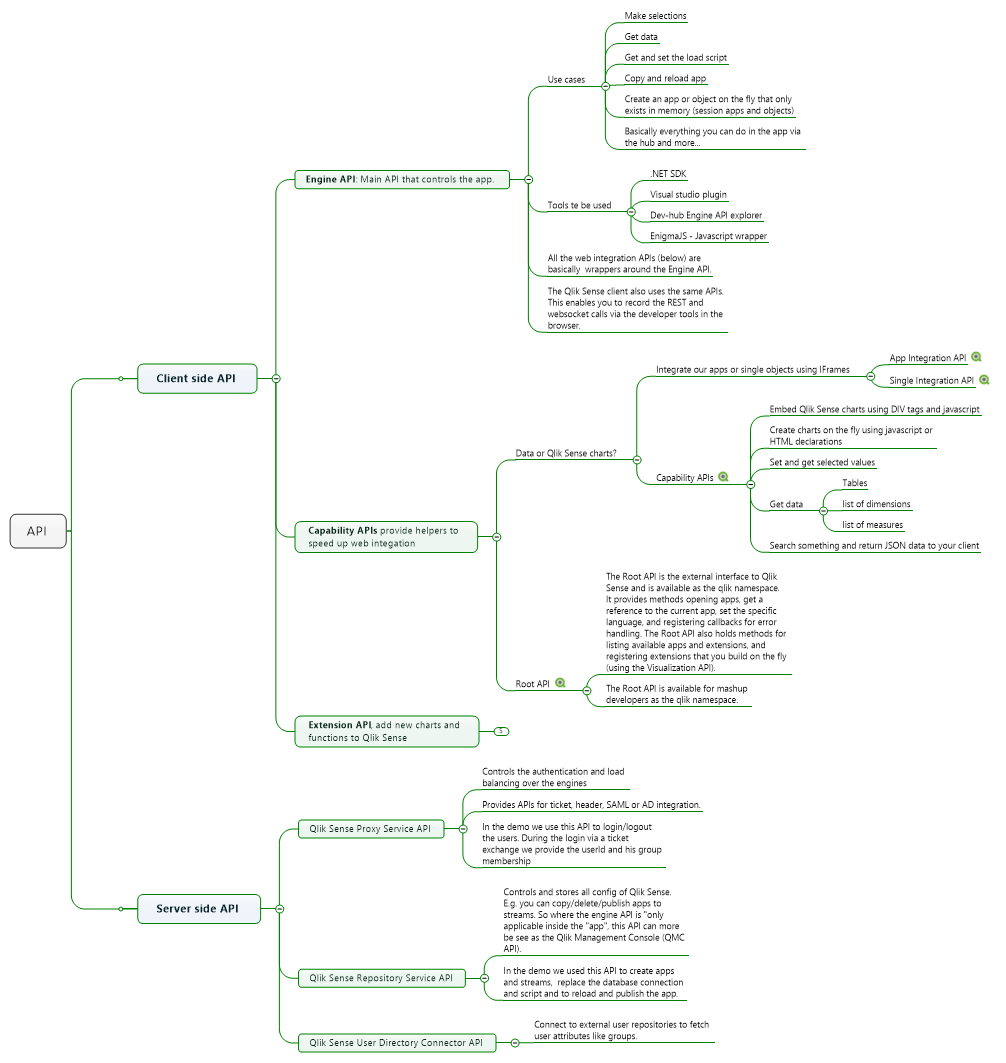 Make selections
Get data
Get and set the load script
Use cases
Copy and reload app
Create an app or object on the fly that only
exists in memory (session apps and objects)
Basically everything you can do in the app via
the hub and more...
Engine API: Main API that controls the app.
.NET SDK
Visual studio plugin
Tools te be used
Dev-hub Engine API explorer
EnigmaJS - Javascript wrapper
All the web integration APIs (below) are
basically  wrappers around the Engine API.
The Qlik Sense client also uses the same APIs.
This enables you to record the REST and
websocket calls via the developer tools in the
browser.
Client side API
App Integration API
Integrate our apps or single objects using IFrames
Single Integration API
Embed Qlik Sense charts using DIV tags and javascript
Create charts on the fly using javascript or
HTML declarations
Data or Qlik Sense charts?
Set and get selected values
Capability APIs
Tables
Get data
list of dimensions
list of measures
Search something and return JSON data to your client
API
Capability APIs provide helpers to
speed up web integation
The Root API is the external interface to Qlik
Sense and is available as the qlik namespace.
It provides methods opening apps, get a
reference to the current app, set the specific
language, and registering callbacks for error
handling. The Root API also holds methods for
listing available apps and extensions, and
registering extensions that you build on the fly
(using the Visualization API).
Root API
The Root API is available for mashup
developers as the qlik namespace.
Extension API, add new charts and
functions to Qlik Sense
5
Controls the authentication and load
balancing over the engines
Provides APIs for ticket, header, SAML or AD integration.
Qlik Sense Proxy Service API
In the demo we use this API to login/logout
the users. During the login via a ticket
exchange we provide the userId and his group
membership
Server side API
Controls and stores all config of Qlik Sense.
E.g. you can copy/delete/publish apps to
streams. So where the engine API is "only
applicable inside the "app", this API can more
be see as the Qlik Management Console (QMC
API).
Qlik Sense Repository Service API
In the demo we used this API to create apps
and streams,  replace the database connection
and script and to reload and publish the app.
Qlik Sense User Directory Connector API
Connect to external user repositories to fetch
user attributes like groups.